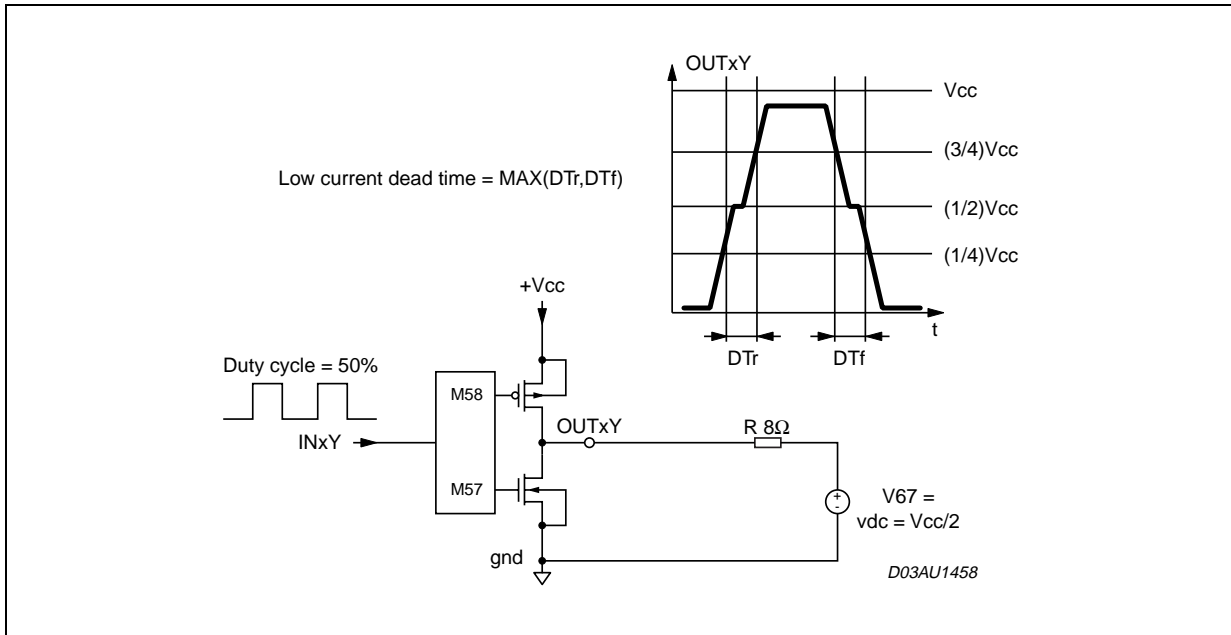 OUTxY
Vcc
(3/4)Vcc
Low current dead time = MAX(DTr,DTf)
(1/2)Vcc
(1/4)Vcc
+Vcc
t
DTr
DTf
Duty cycle = 50%
M58
OUTxY
R 8Ω
INxY
M57
+
-
V67 =
vdc = Vcc/2
gnd
D03AU1458